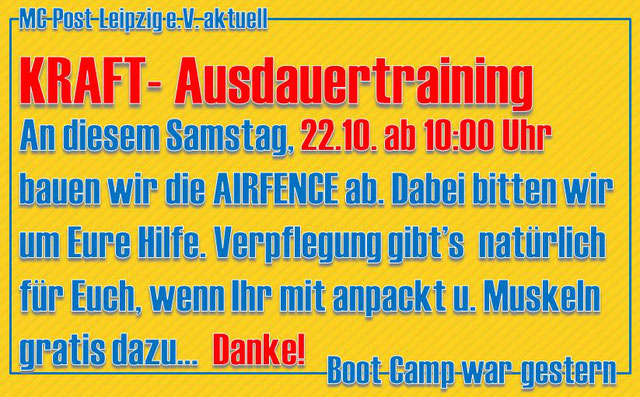 MC Post Leipzig e.V. aktuell
KRAFT- Ausdauertraining
An diesem Samstag, 22.10. ab 10:00 Uhr
bauen wir die AIRFENCE ab. Dabei bitten wir
um Eure Hilfe. Verpflegung gibt's natürlich
für Euch, wenn Ihr mit anpackt u. Muskeln
gratis dazu... Danke!
Boot Camp war gestern